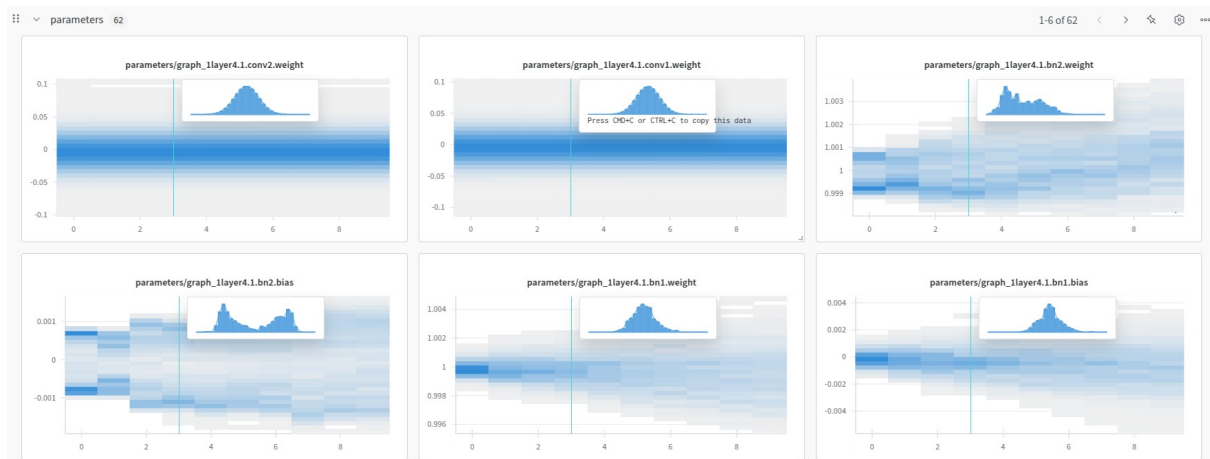 parameters 62
1-6 of 62
parameters/graph_1layer4.1.conv2.weight
0.1
0.05
0
-0.05
-0.1
0 2 4 6 8
parameters/graph_1layer4.1.conv1.weight
Press CMD+C or CTRL+C to copy this data
0.1
0.05
0
-0.05
-0.1
0 2 4 6 8
parameters/graph_1layer4.1.bn2.weight
1.003
1.002
1.001
1
0.999
0 2 4 6 8
parameters/graph_1layer4.1.bn2.bias
0.001
0
-0.001
0 2 4 6 8
parameters/graph_1layer4.1.bn1.weight
1.004
1.002
1
0.998
0.996
0 2 4 6 8
parameters/graph_1layer4.1.bn1.bias
0.004
0.002
0
-0.002
-0.004
0 2 4 6 8